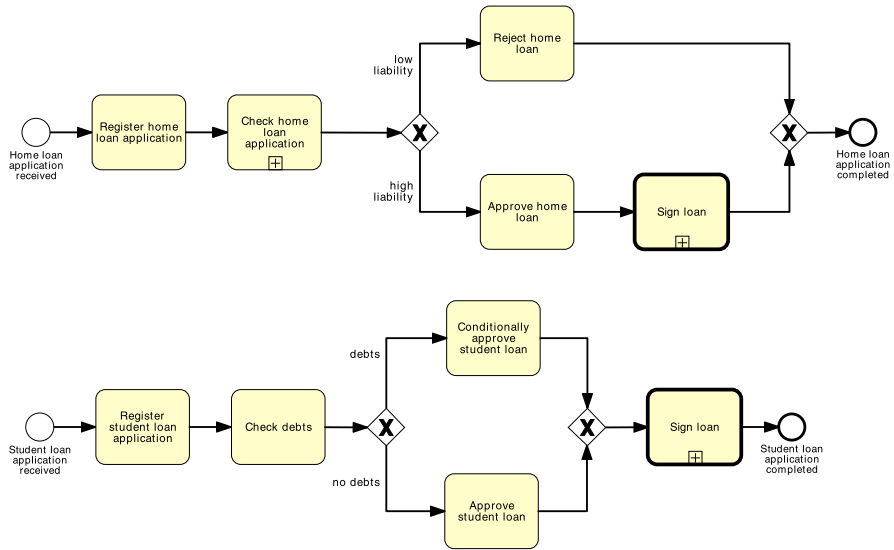 Reject home
loan
low
liability
Register home
loan application
Check home
loan
application
Home loan
application
received
Home loan
application
completed
high
liability
Approve home
loan
Sign loan
Conditionally
approve
student loan
debts
Register
student loan
application
Check debts
Sign loan
Student loan
application
received
Student loan
application
completed
no debts
Approve
student loan